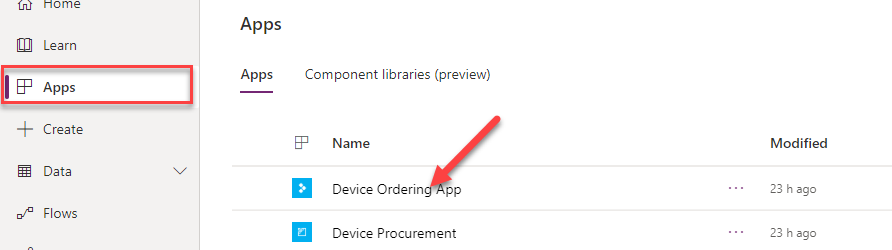 Home
Learn
Apps
Create
Data
Flows
Apps
Apps Component libraries (preview)
Name Modified
Device Ordering App ... 23 h ago
Device Procurement ... 23 h ago